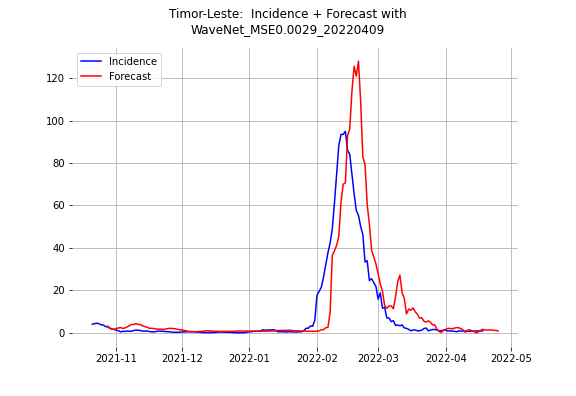 Timor-Leste:  Incidence + Forecast with
WaveNet_MSE0.0029_20220409
Incidence
Forecast
120
100
80
60
40
20
0
2021-11 2021-12 2022-01 2022-02 2022-03 2022-04 2022-05